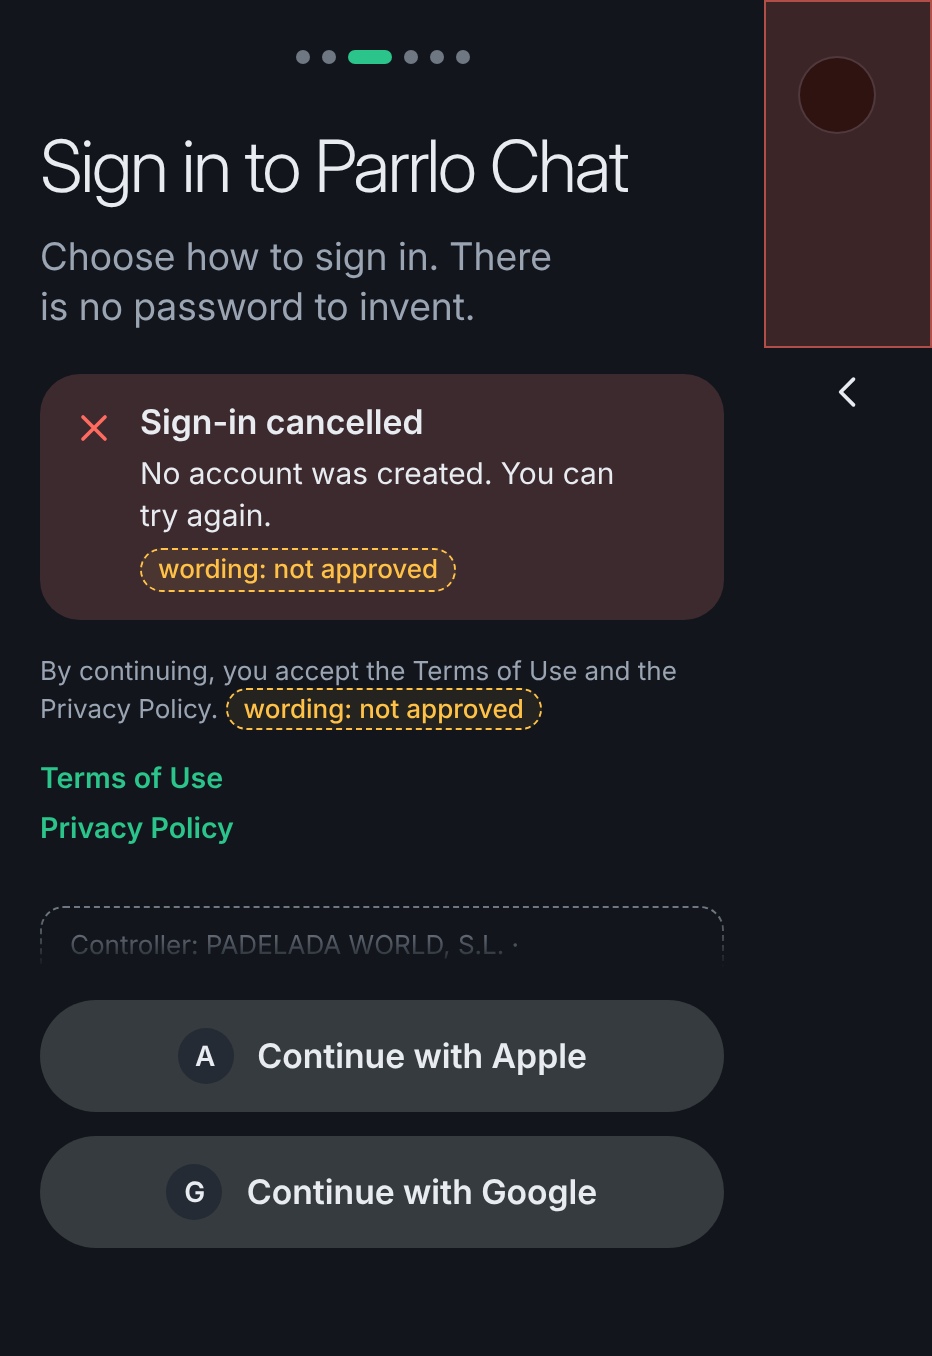 Sign in to Parrlo Chat
Choose how to sign in. There
is no password to invent.
Sign-in cancelled
No account was created. You can
try again.
wording: not approved
By continuing, you accept the Terms of Use and the
Privacy Policy. wording: not approved
Terms of Use
Privacy Policy
Controller: PADELADA WORLD, S.L. ·
A Continue with Apple
G Continue with Google